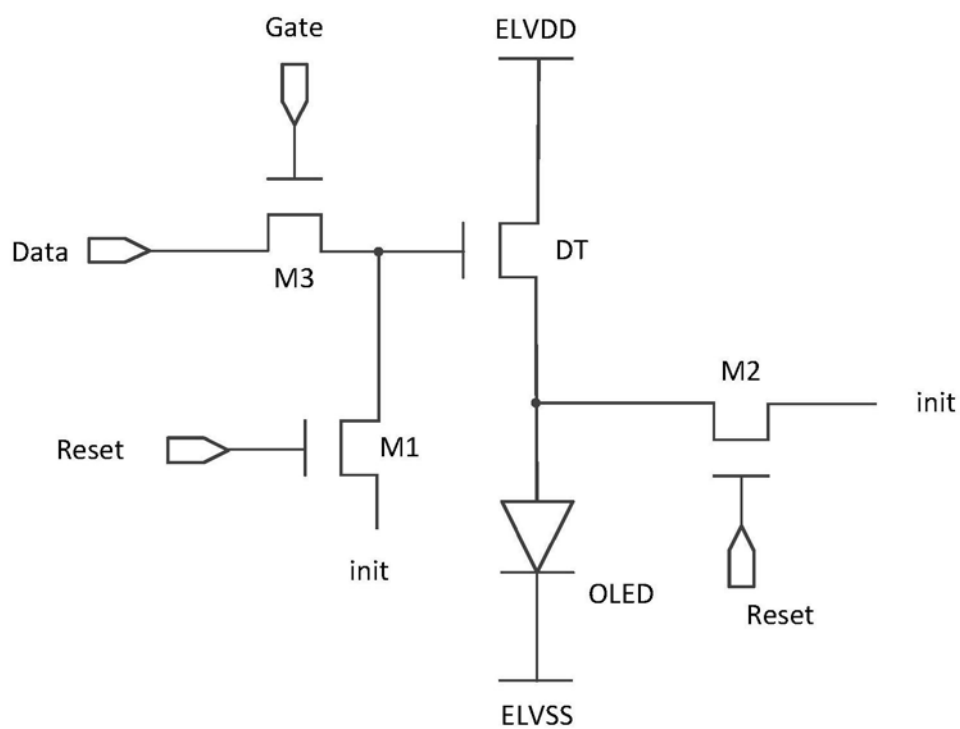 Gate
ELVDD
Data
M3
DT
M2
init
Reset
M1
init
OLED
Reset
ELVSS